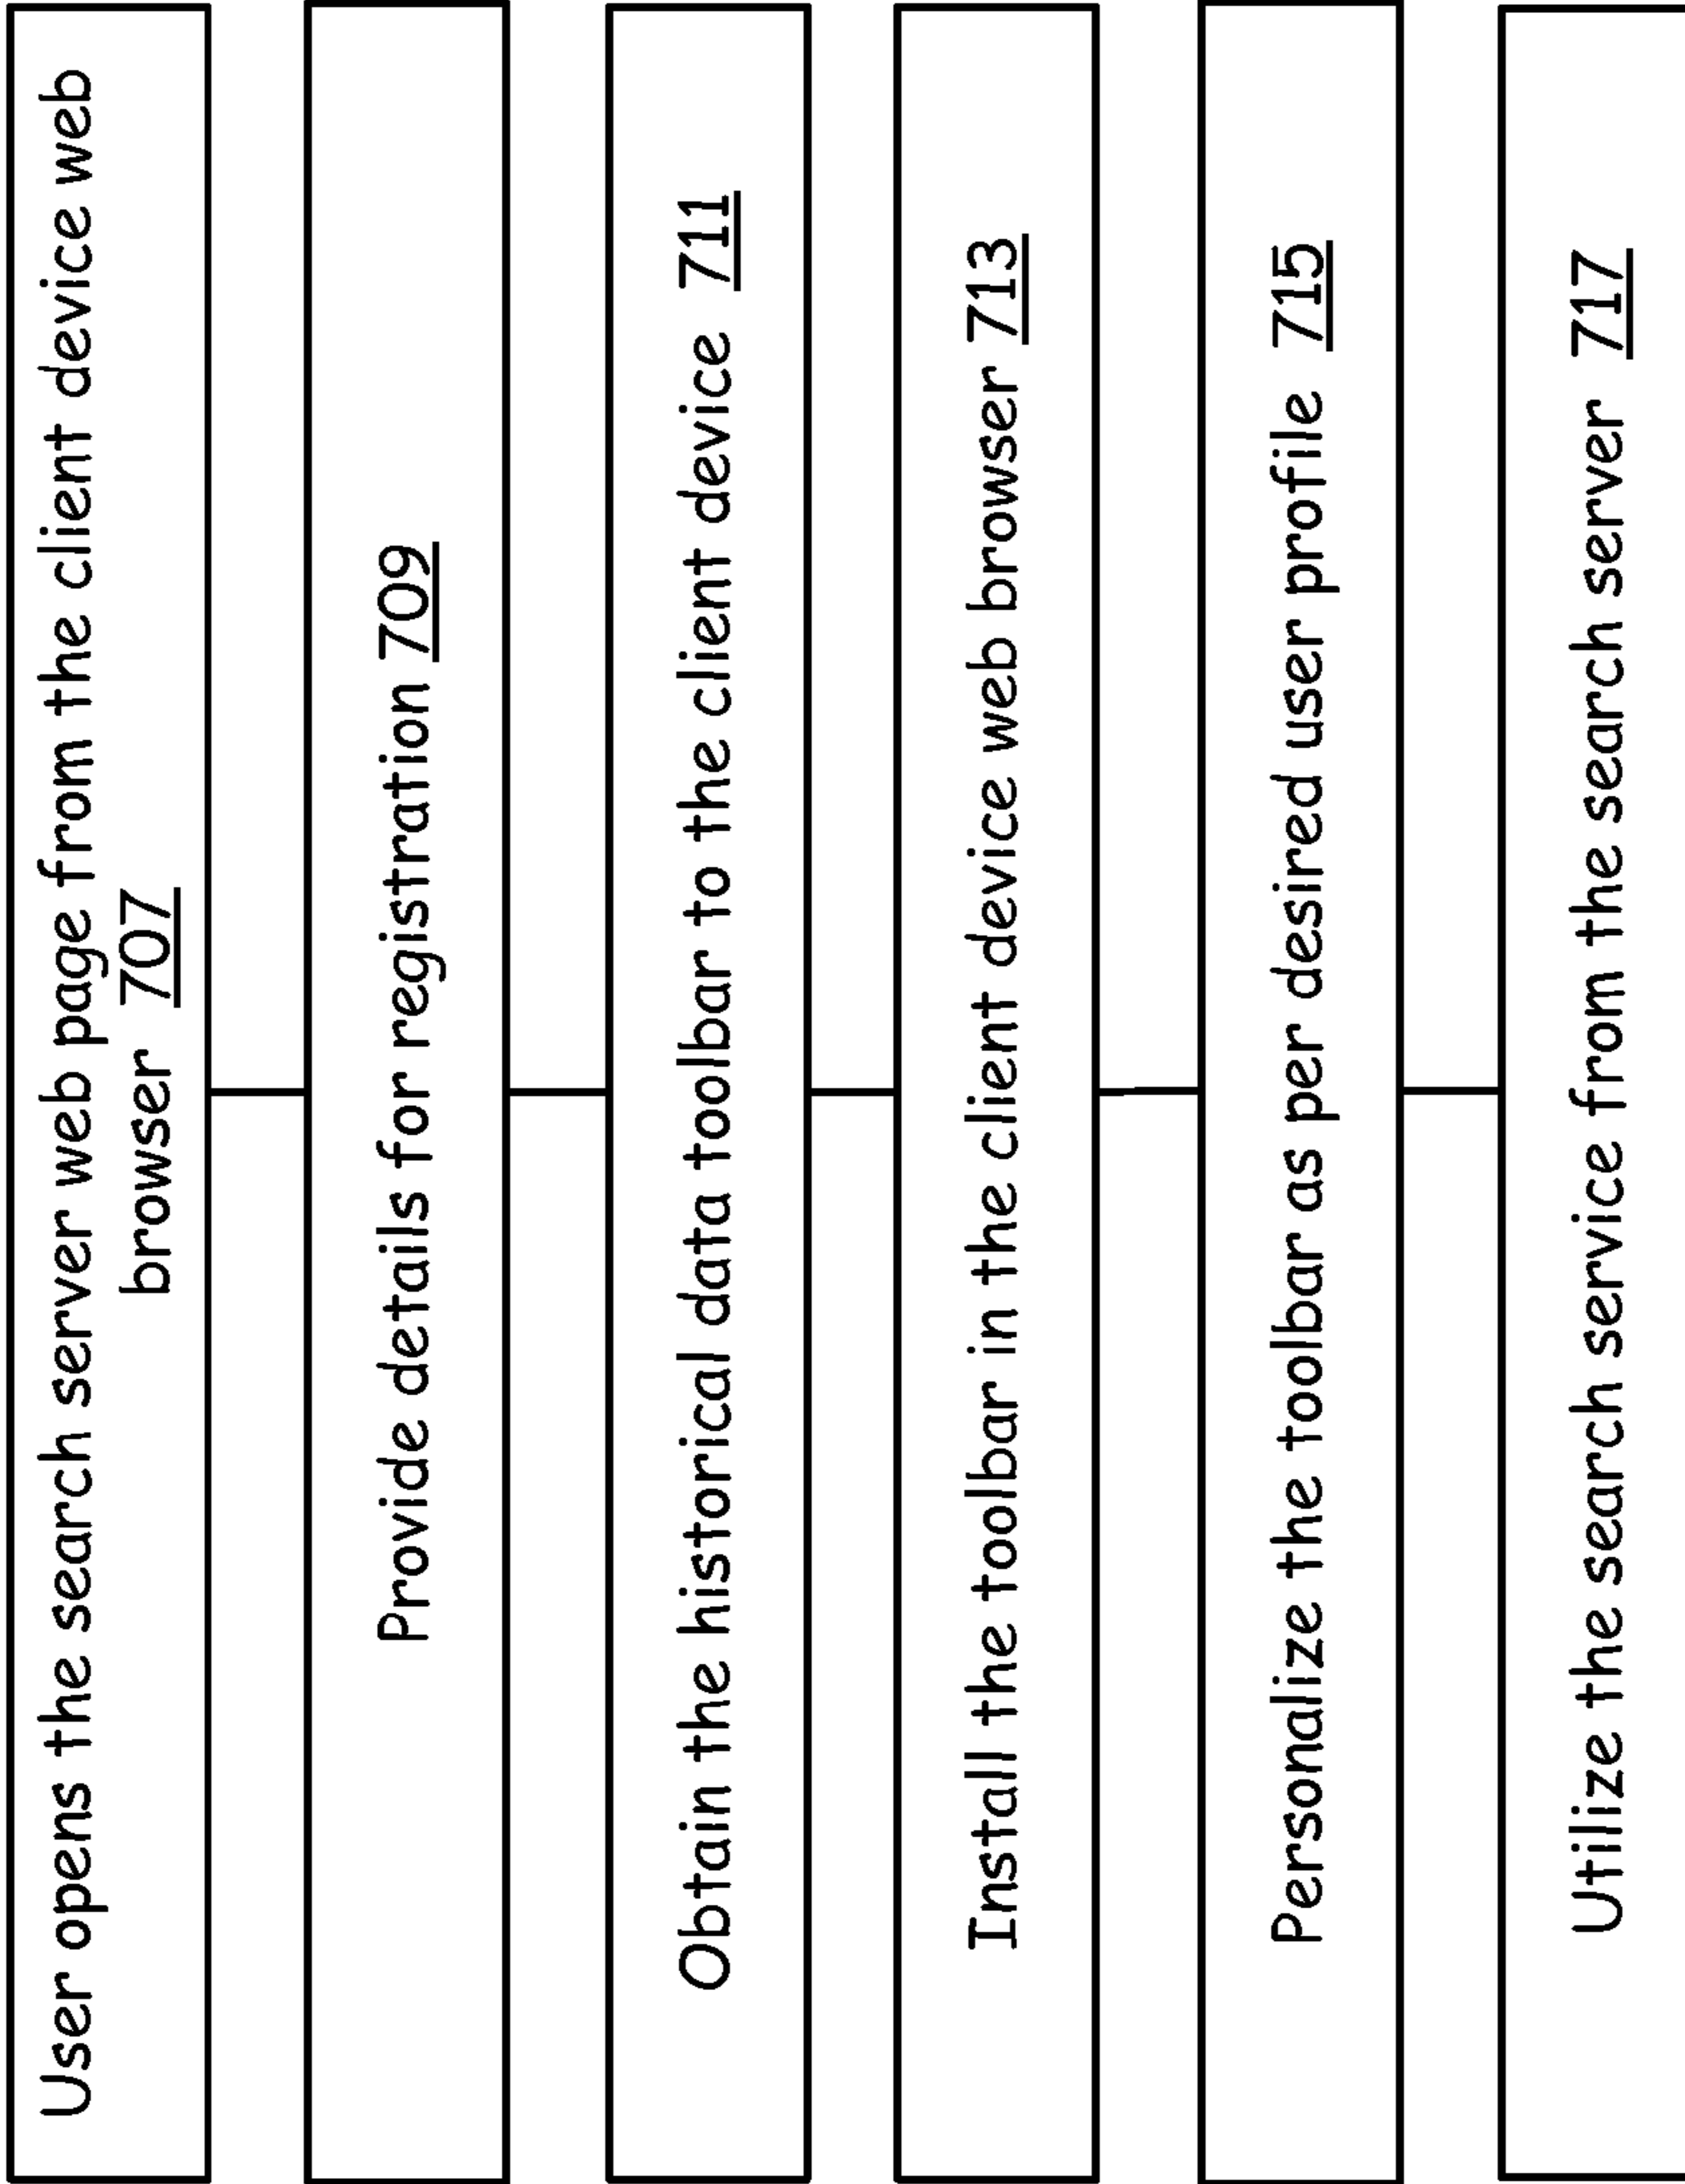 User opens the search server web page from the client device web
browser 707
Provide details for registration 709
Obtain the historical data toolbar to the client device 711
Install the toolbar in the client device web browser 713
Personalize the toolbar as per desired user profile 715
Utilize the search service from the search server 717